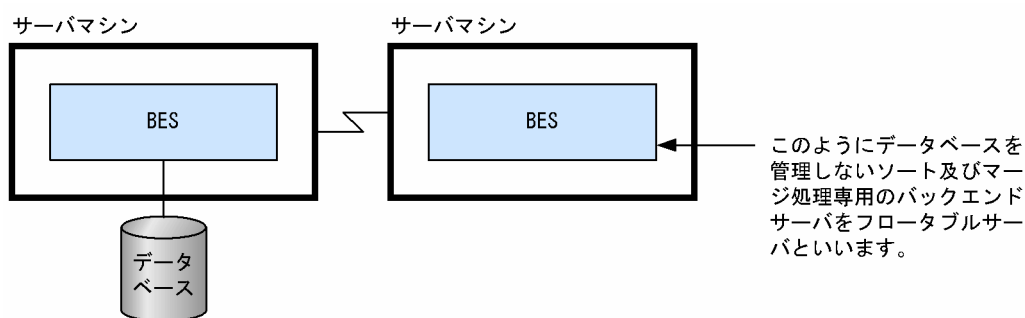 サーバマシン
サーバマシン
BES
BES
このようにデータベースを
管理しないソート及びマー
ジ処理専用のバックエンド
サーバをフロータブルサー
バといいます。
データ
ベース